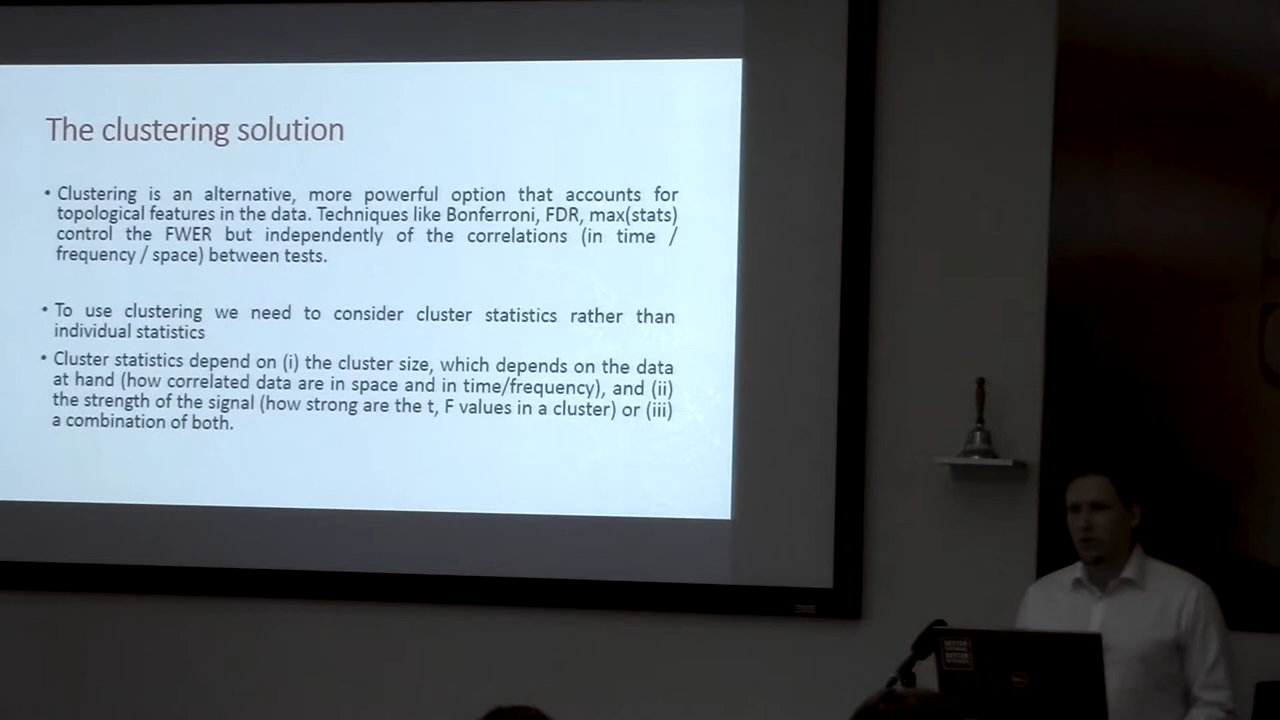 The clustering solution
• Clustering is an alternative, more powerful option that accounts for
topological features in the data. Techniques like Bonferroni, FDR, max(stats)
control the FWER but independently of the correlations (in time /
frequency / space) between tests.
• To use clustering we need to consider cluster statistics rather than
individual statistics
• Cluster statistics depend on (i) the cluster size, which depends on the data
at hand (how correlated data are in space and in time/frequency), and (ii)
the strength of the signal (how strong are the t, F values in a cluster) or (iii)
a combination of both.